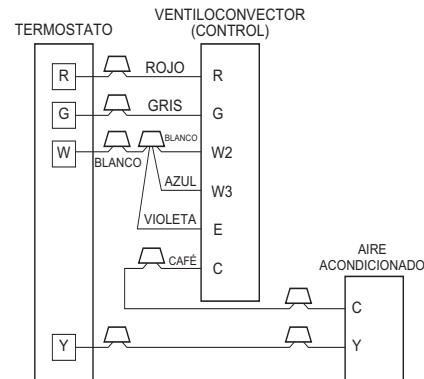 VENTILOCONVECTOR
(CONTROL)
TERMOSTATO
R ROJO R
G GRIS G
W BLANCO BLANCO W2
AZUL W3
VIOLETA E
CAFÉ C
AIRE
ACONDICIONADO
C
Y Y